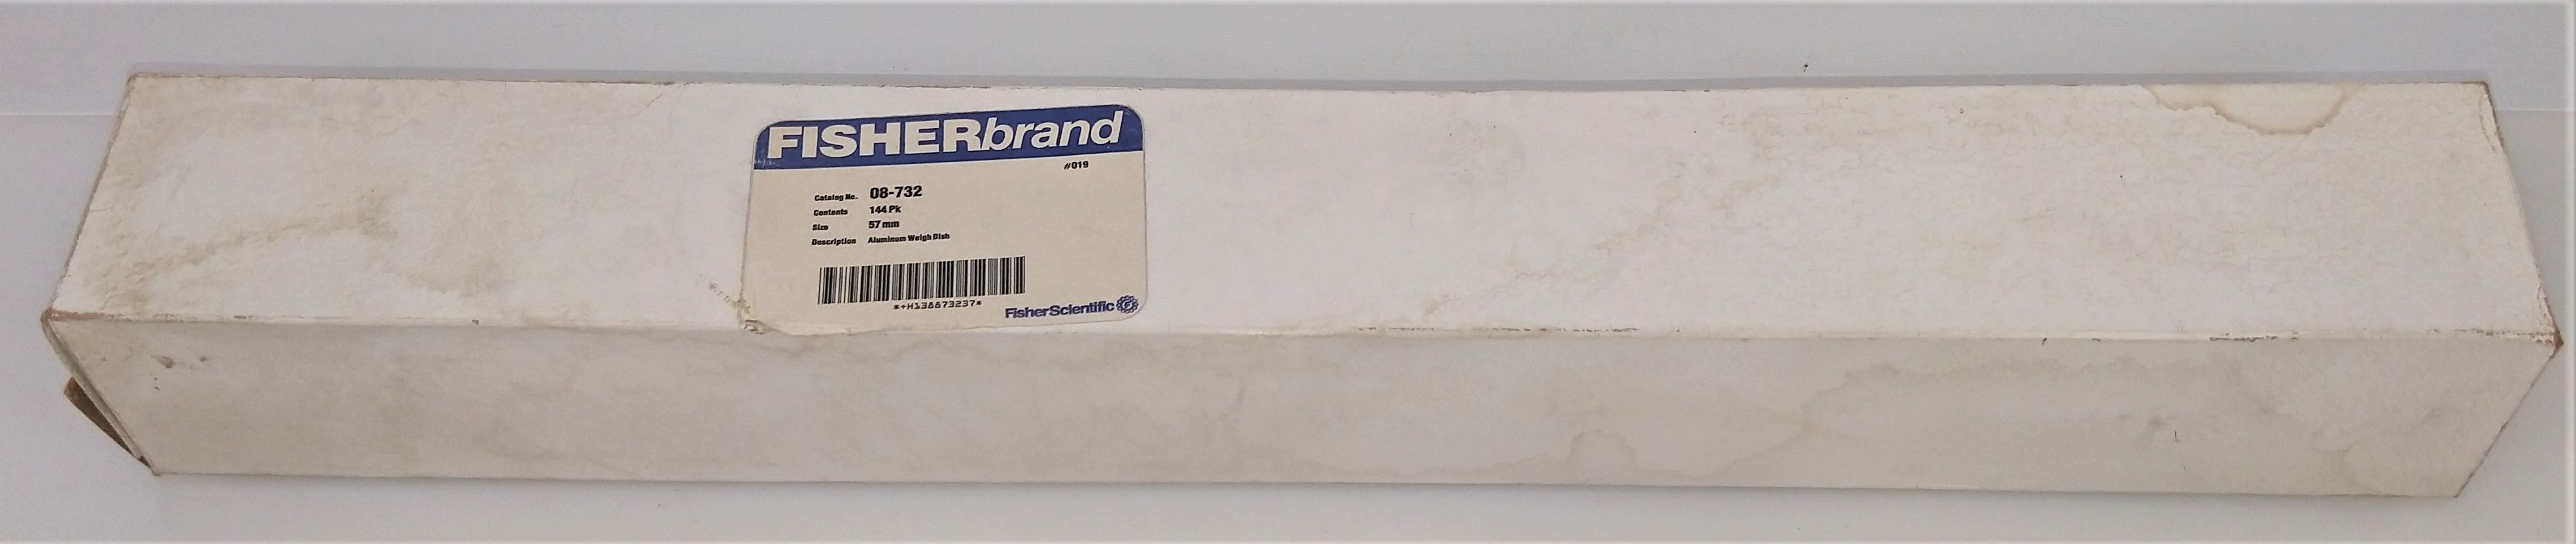 FISHERbrand
#019
Catalog No. 08-732
Contents 144 Pk
Size 57 mm
Description Aluminum Weigh Dish
*+H138873237*
FisherScientific